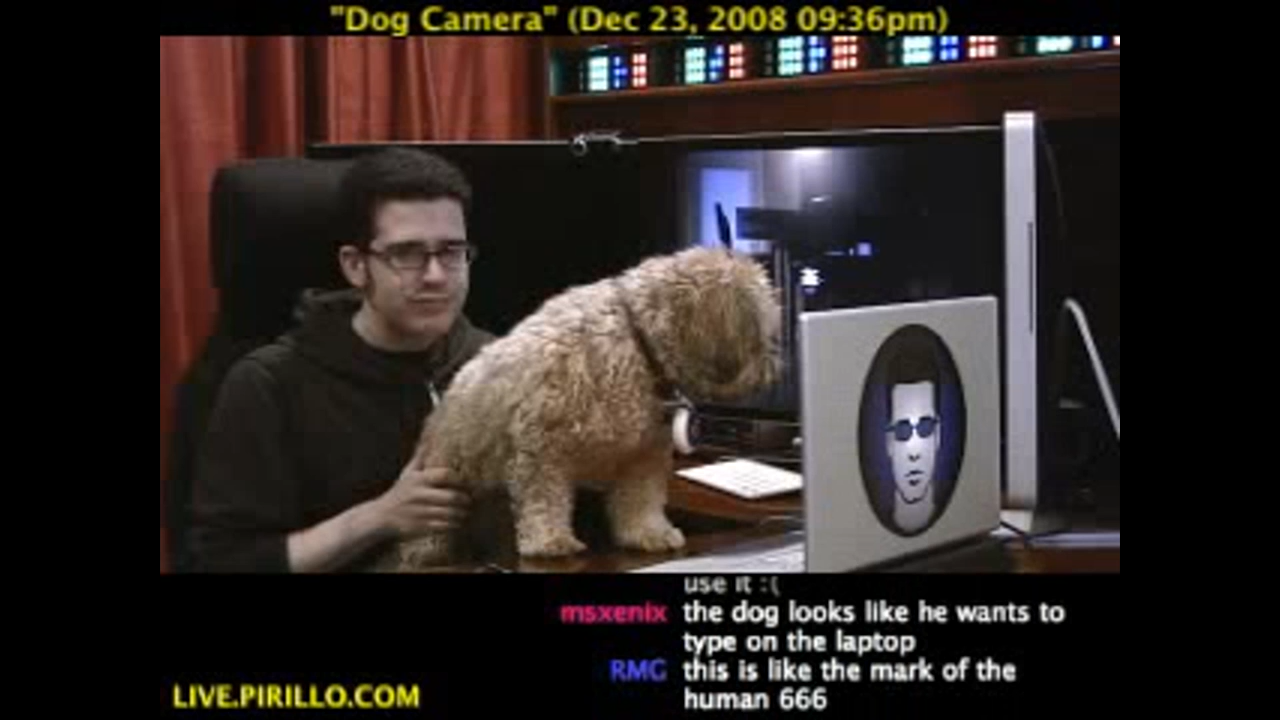 "Dog Camera" (Dec 23, 2008 09:36pm)
use it :(
msxenix the dog looks like he wants to
type on the laptop
RMG this is like the mark of the
human 666
LIVE.PIRILLO.COM